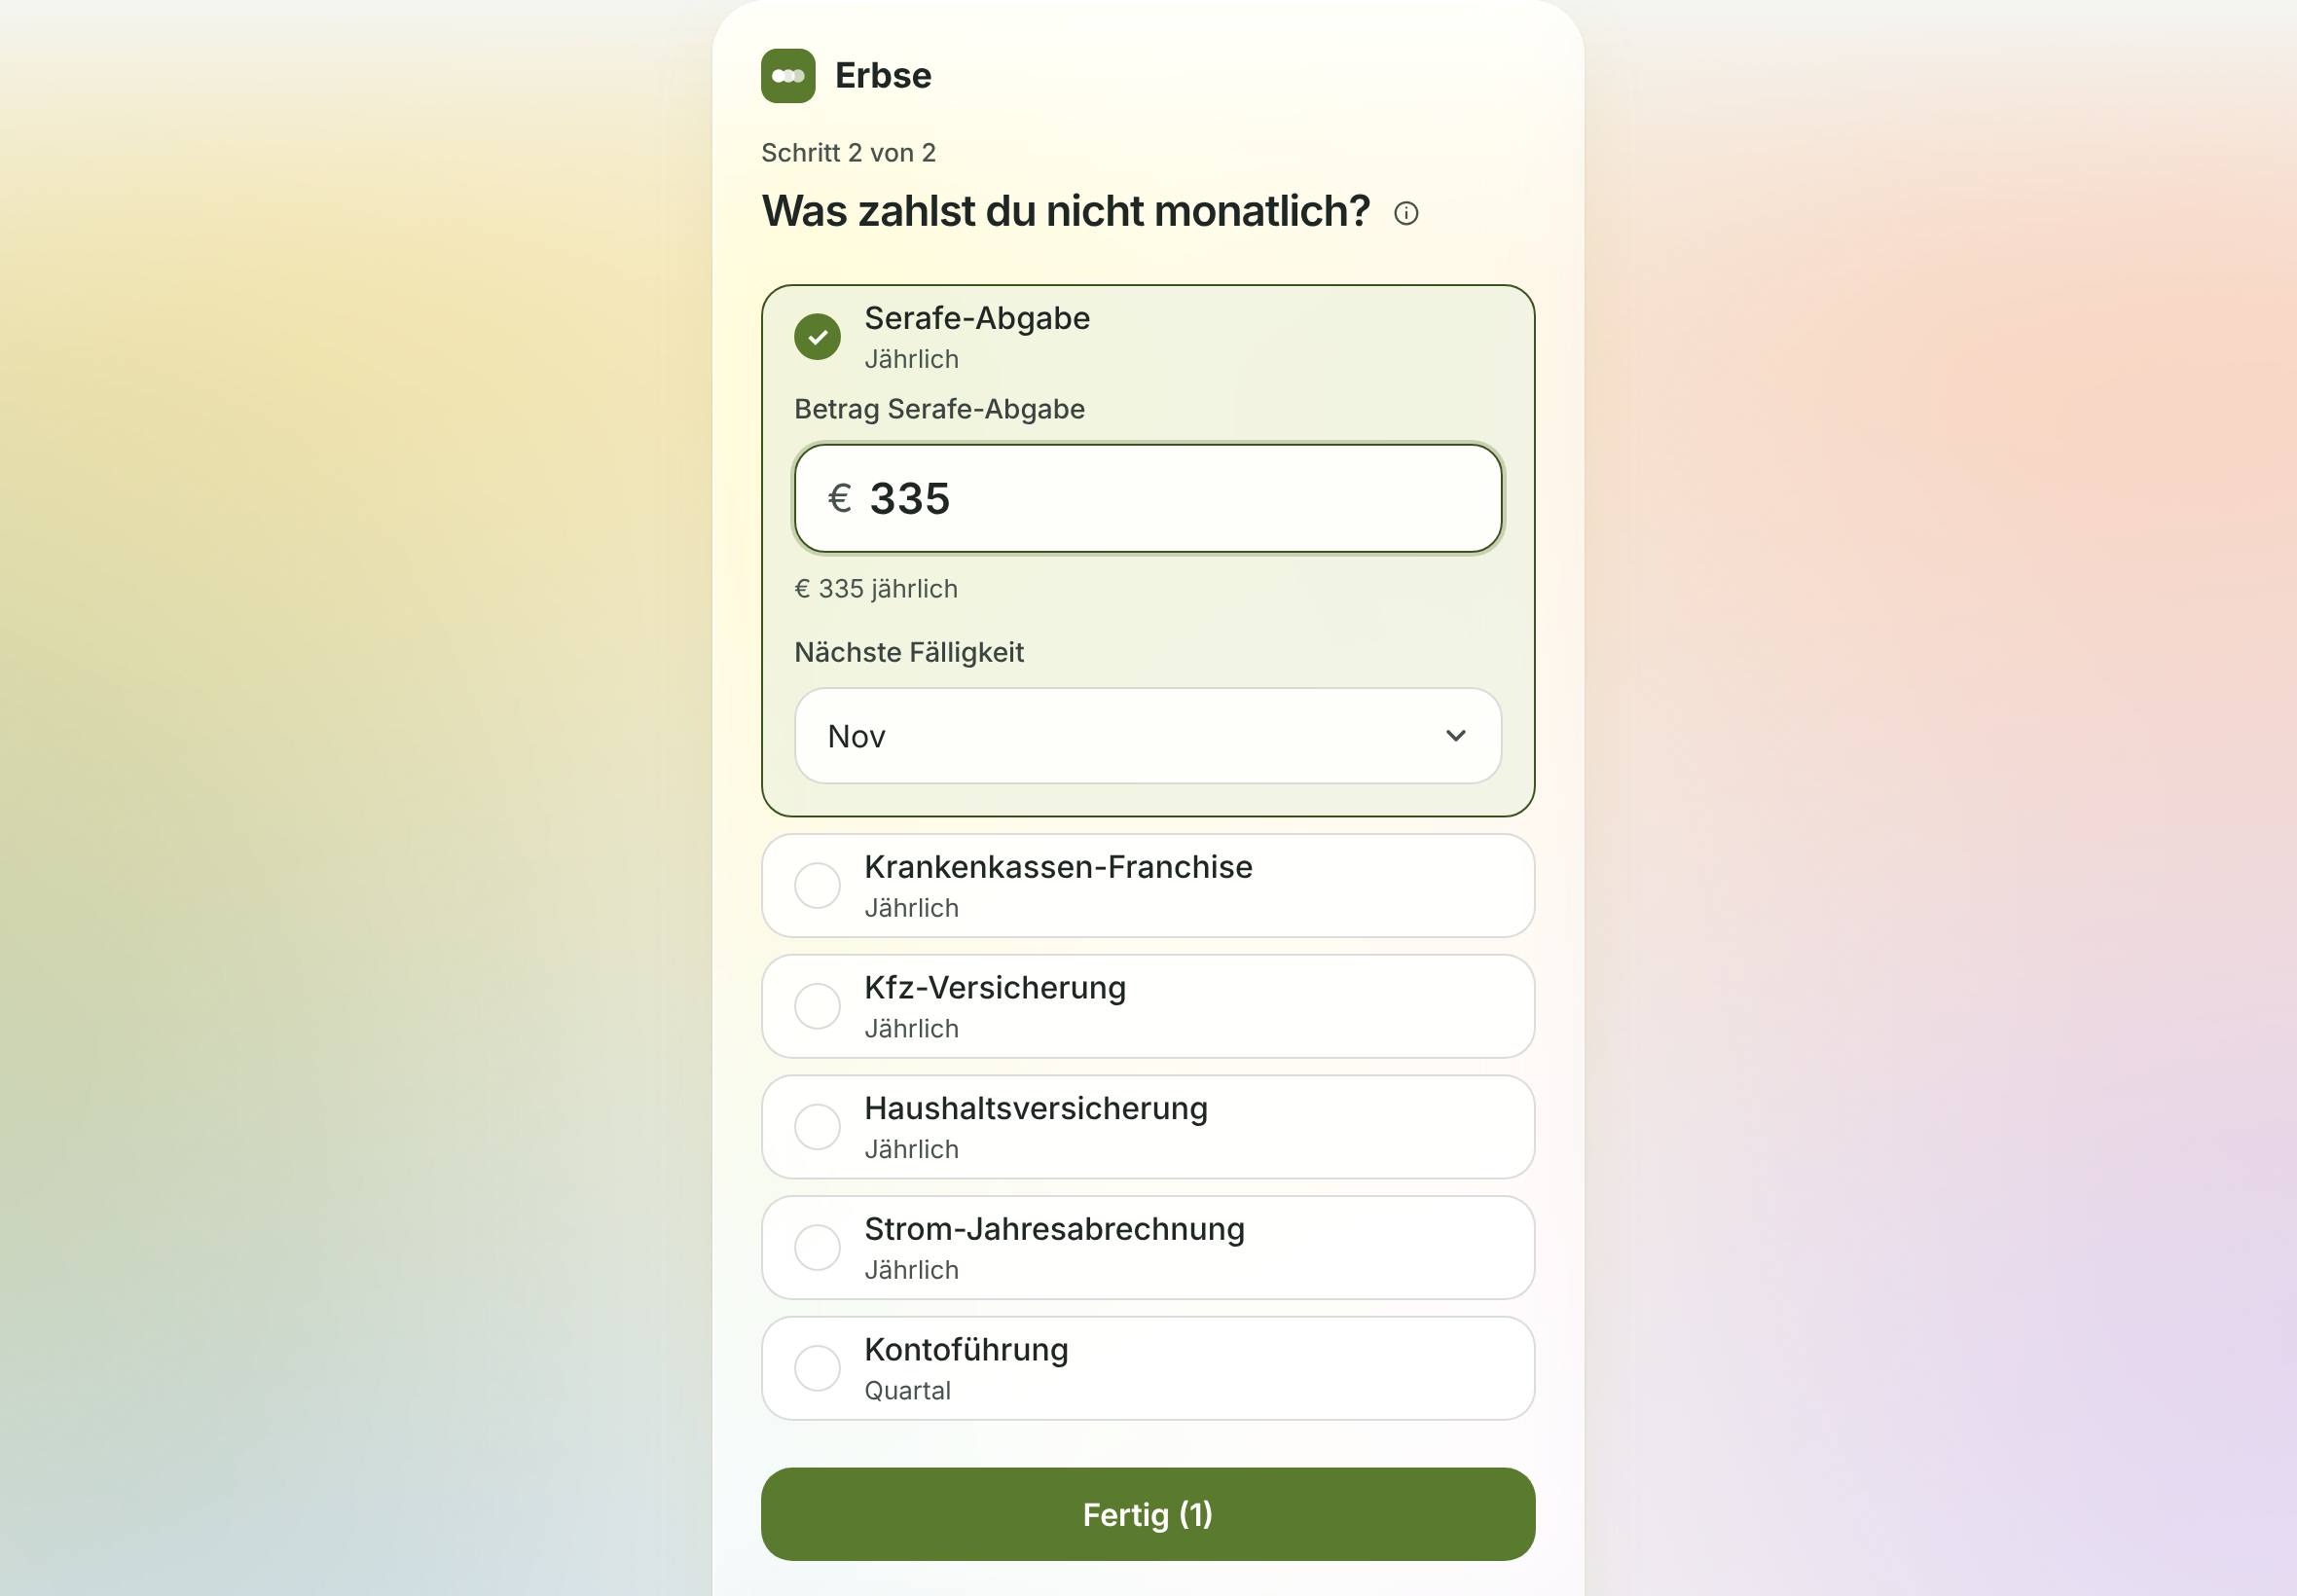 Erbse
Schritt 2 von 2
Was zahlst du nicht monatlich?
Serafe-Abgabe
Jährlich
Betrag Serafe-Abgabe
€ 335
€ 335 jährlich
Nächste Fälligkeit
Nov
Krankenkassen-Franchise
Jährlich
Kfz-Versicherung
Jährlich
Haushaltsversicherung
Jährlich
Strom-Jahresabrechnung
Jährlich
Kontoführung
Quartal
Fertig (1)